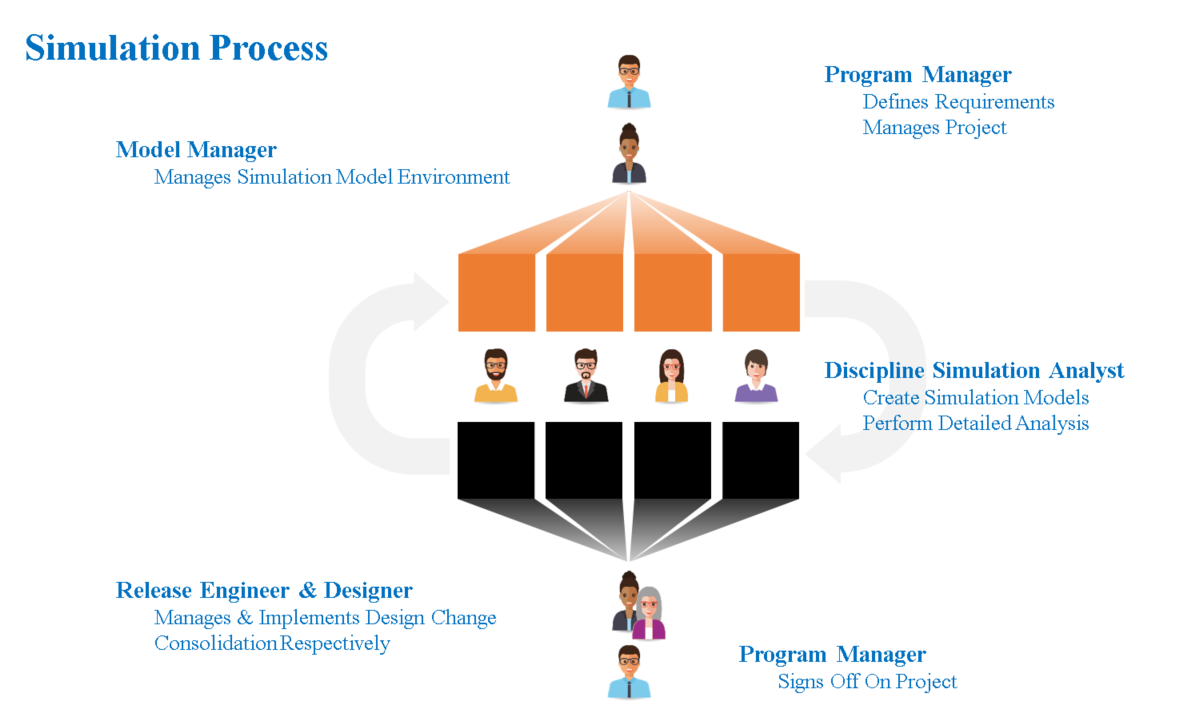 Simulation Process
Program Manager
Defines Requirements
Manages Project
Model Manager
Manages Simulation Model Environment
Discipline Simulation Analyst
Create Simulation Models
Perform Detailed Analysis
Release Engineer & Designer
Manages & Implements Design Change
Consolidation Respectively
Program Manager
Signs Off On Project